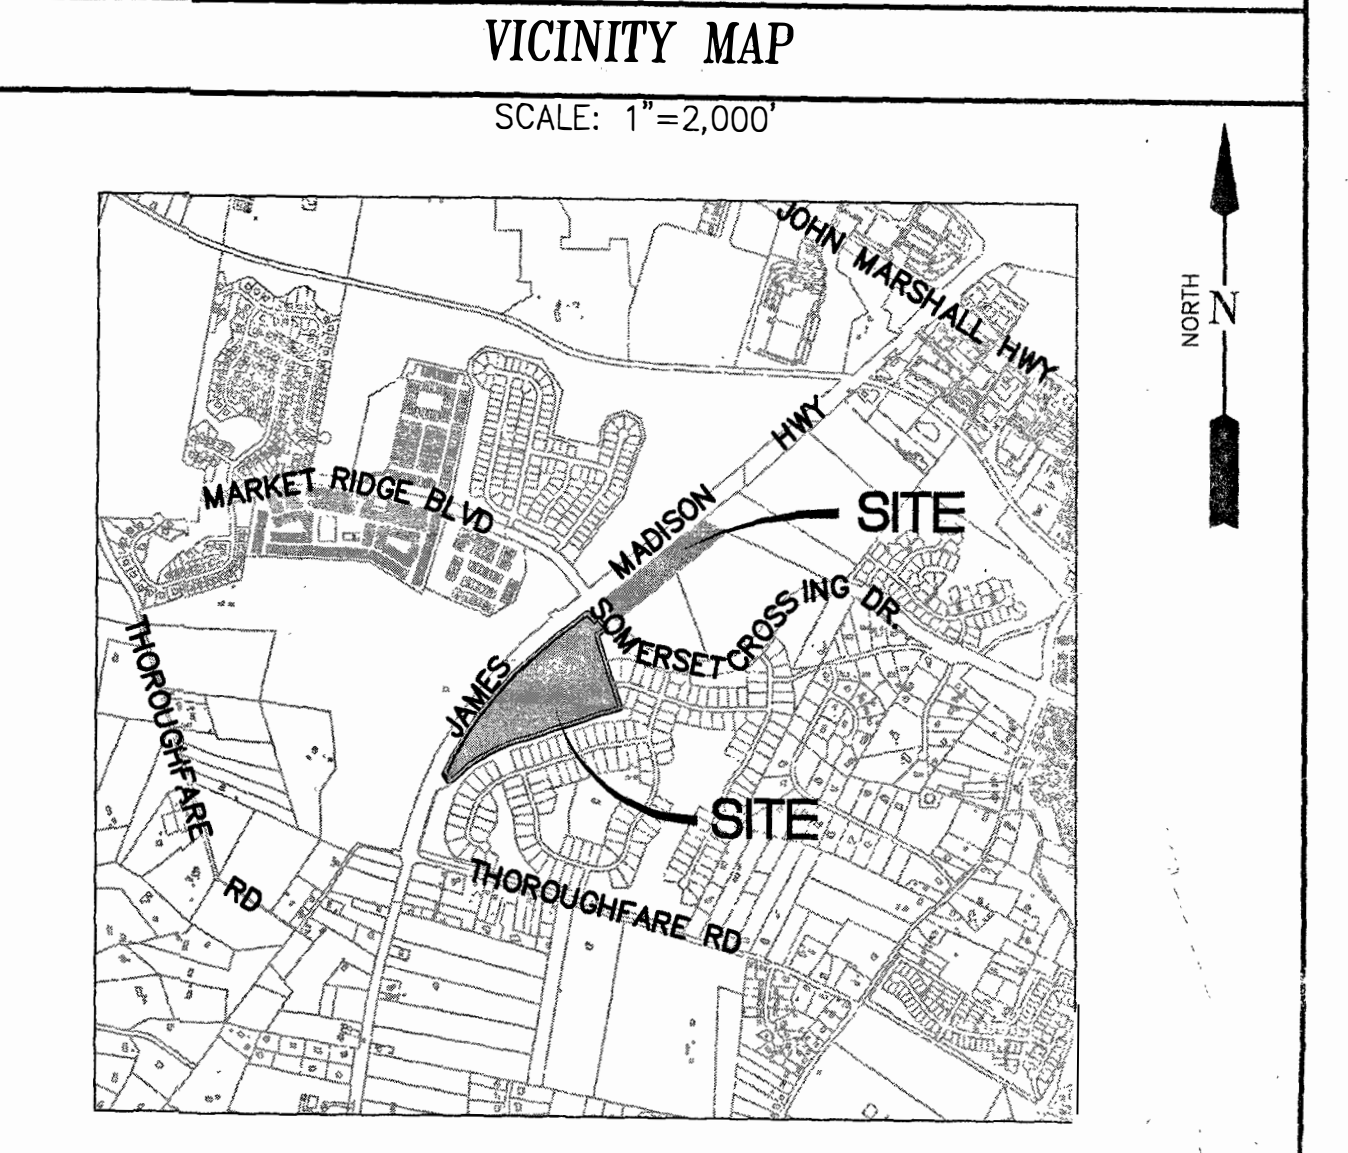 VICINITY MAP
SCALE: 1"=2,000'
JOHN MARSHALL HWY
NORTH
N
JAMES MADISON HWY
MARKET RIDGE BLVD
SITE
SOMERSET CROSSING DR.
THOROUGHFARE RD
SITE
THOROUGHFARE RD